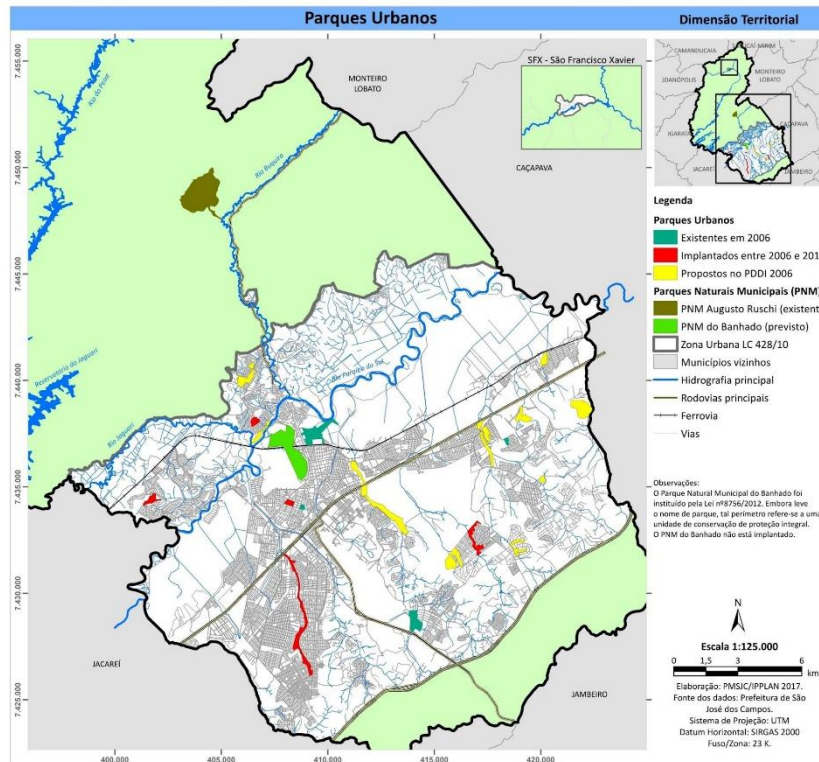 Parques Urbanos
Dimensão Territorial
7.455.000
7.450.000
7.445.000
7.440.000
7.435.000
7.430.000
7.425.000
400.000
405.000
410.000
415.000
420.000
MONTEIRO
LOBATO
SFX - São Francisco Xavier
CAÇAPAVA
Rio do Peixe
Rio Buquira
Reservatório do Jaguari
Rio Jaguari
Rio Paraíba do Sul
JACAREÍ
JAMBEIRO
CAMANDUCAIA
SAPUCAÍ MIRIM
JOANÓPOLIS
MONTEIRO
LOBATO
CAÇAPAVA
IGARATÁ
JACAREÍ
JAMBEIRO
Legenda
Parques Urbanos
Existentes em 2006
Implantados entre 2006 e 201
Propostos no PDDI 2006
Parques Naturais Municipais (PNM)
PNM Augusto Ruschi (existent
PNM do Banhado (previsto)
Zona Urbana LC 428/10
Municípios vizinhos
Hidrografia principal
Rodovias principais
Ferrovia
Vias
Observações:
O Parque Natural Municipal do Banhado foi
instituído pela Lei nº8756/2012. Embora leve
o nome de parque, tal perímetro refere-se a uma
unidade de conservação de proteção integral.
O PNM do Banhado não está implantado.
N
Escala 1:125.000
0 1,5 3 6
km
Elaboração: PMSJC/IPPLAN 2017.
Fonte dos dados: Prefeitura de São
José dos Campos.
Sistema de Projeção: UTM
Datum Horizontal: SIRGAS 2000
Fuso/Zona: 23 K.